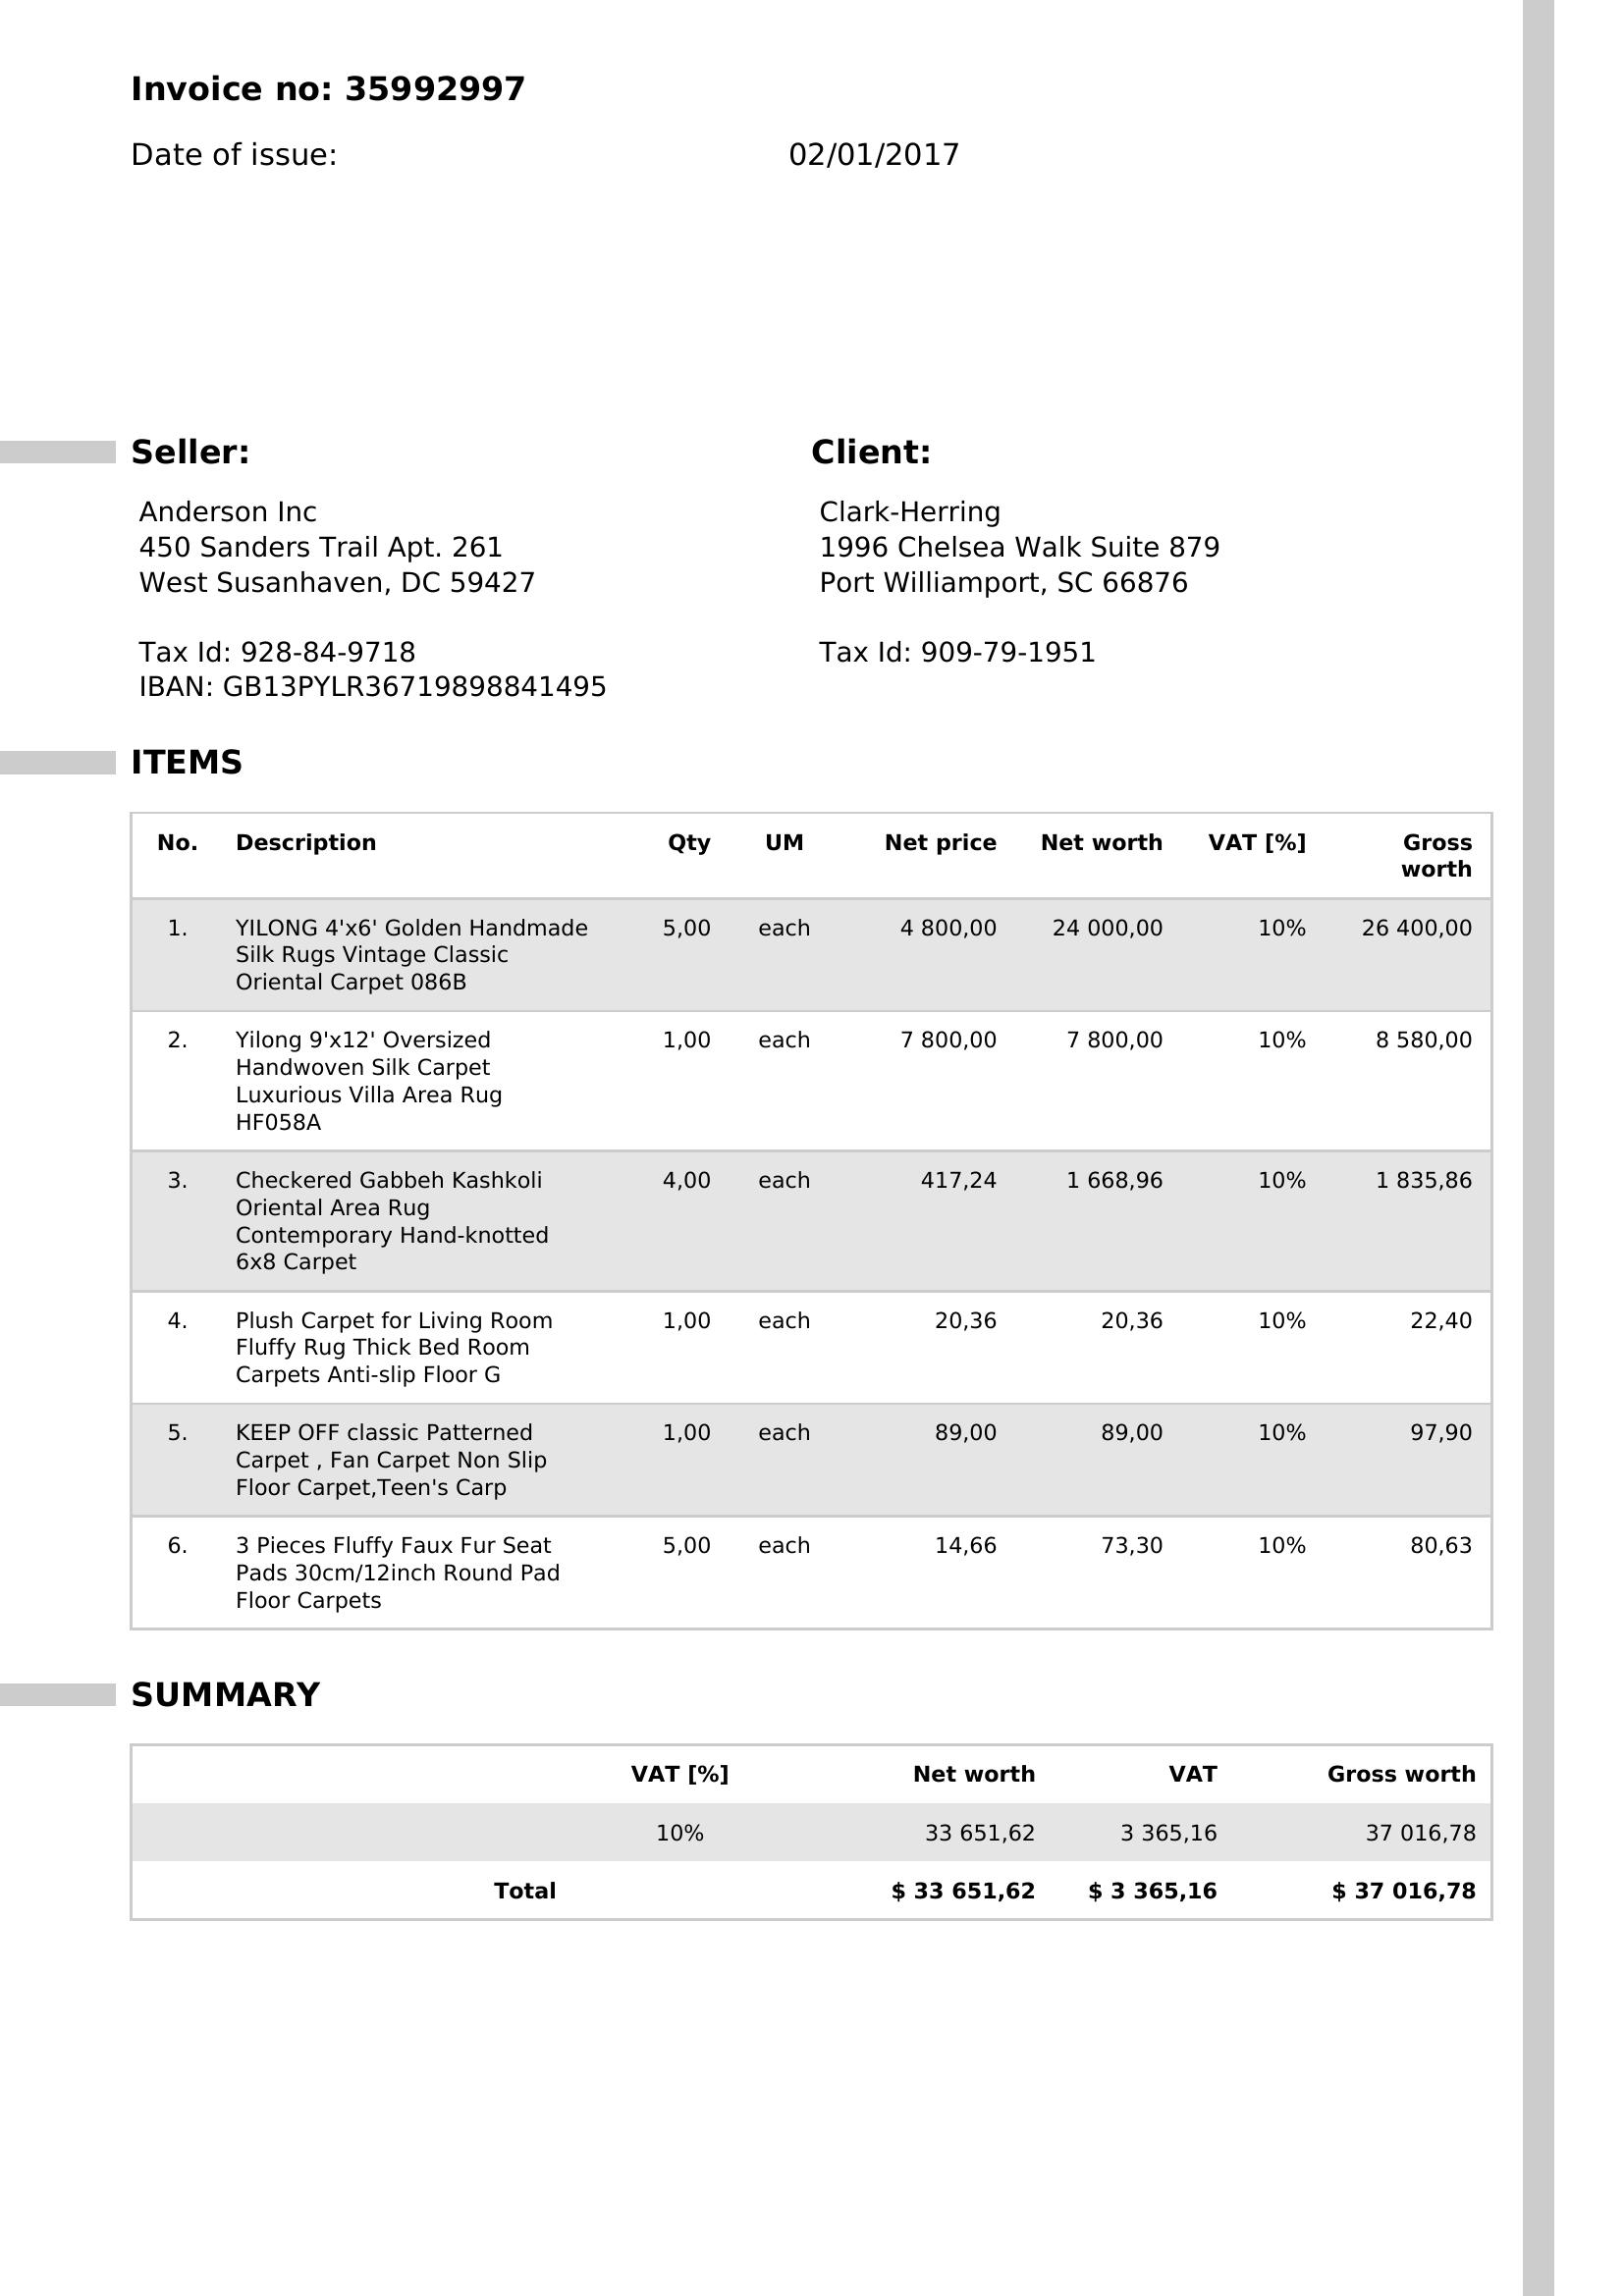 Invoice no: 35992997
Date of issue: 02/01/2017
Seller:
Anderson Inc
450 Sanders Trail Apt. 261
West Susanhaven, DC 59427
Tax Id: 928-84-9718
IBAN: GB13PYLR36719898841495
Client:
Clark-Herring
1996 Chelsea Walk Suite 879
Port Williamport, SC 66876
Tax Id: 909-79-1951
ITEMS
No. Description Qty UM Net price Net worth VAT [%] Gross
worth
1. YILONG 4'x6' Golden Handmade 5,00 each 4 800,00 24 000,00 10% 26 400,00
Silk Rugs Vintage Classic
Oriental Carpet 086B
2. Yilong 9'x12' Oversized 1,00 each 7 800,00 7 800,00 10% 8 580,00
Handwoven Silk Carpet
Luxurious Villa Area Rug
HF058A
3. Checkered Gabbeh Kashkoli 4,00 each 417,24 1 668,96 10% 1 835,86
Oriental Area Rug
Contemporary Hand-knotted
6x8 Carpet
4. Plush Carpet for Living Room 1,00 each 20,36 20,36 10% 22,40
Fluffy Rug Thick Bed Room
Carpets Anti-slip Floor G
5. KEEP OFF classic Patterned 1,00 each 89,00 89,00 10% 97,90
Carpet , Fan Carpet Non Slip
Floor Carpet,Teen's Carp
6. 3 Pieces Fluffy Faux Fur Seat 5,00 each 14,66 73,30 10% 80,63
Pads 30cm/12inch Round Pad
Floor Carpets
SUMMARY
VAT [%] Net worth VAT Gross worth
10% 33 651,62 3 365,16 37 016,78
Total $ 33 651,62 $ 3 365,16 $ 37 016,78